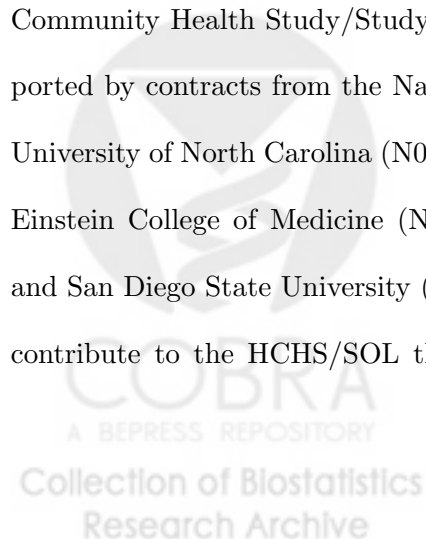 Community Health Study/Study
ported by contracts from the Na
University of North Carolina (N0
Einstein College of Medicine (N
and San Diego State University (
contribute to the HCHS/SOL th
COBRA
A BEPRESS REPOSITORY
Collection of Biostatistics
Research Archive